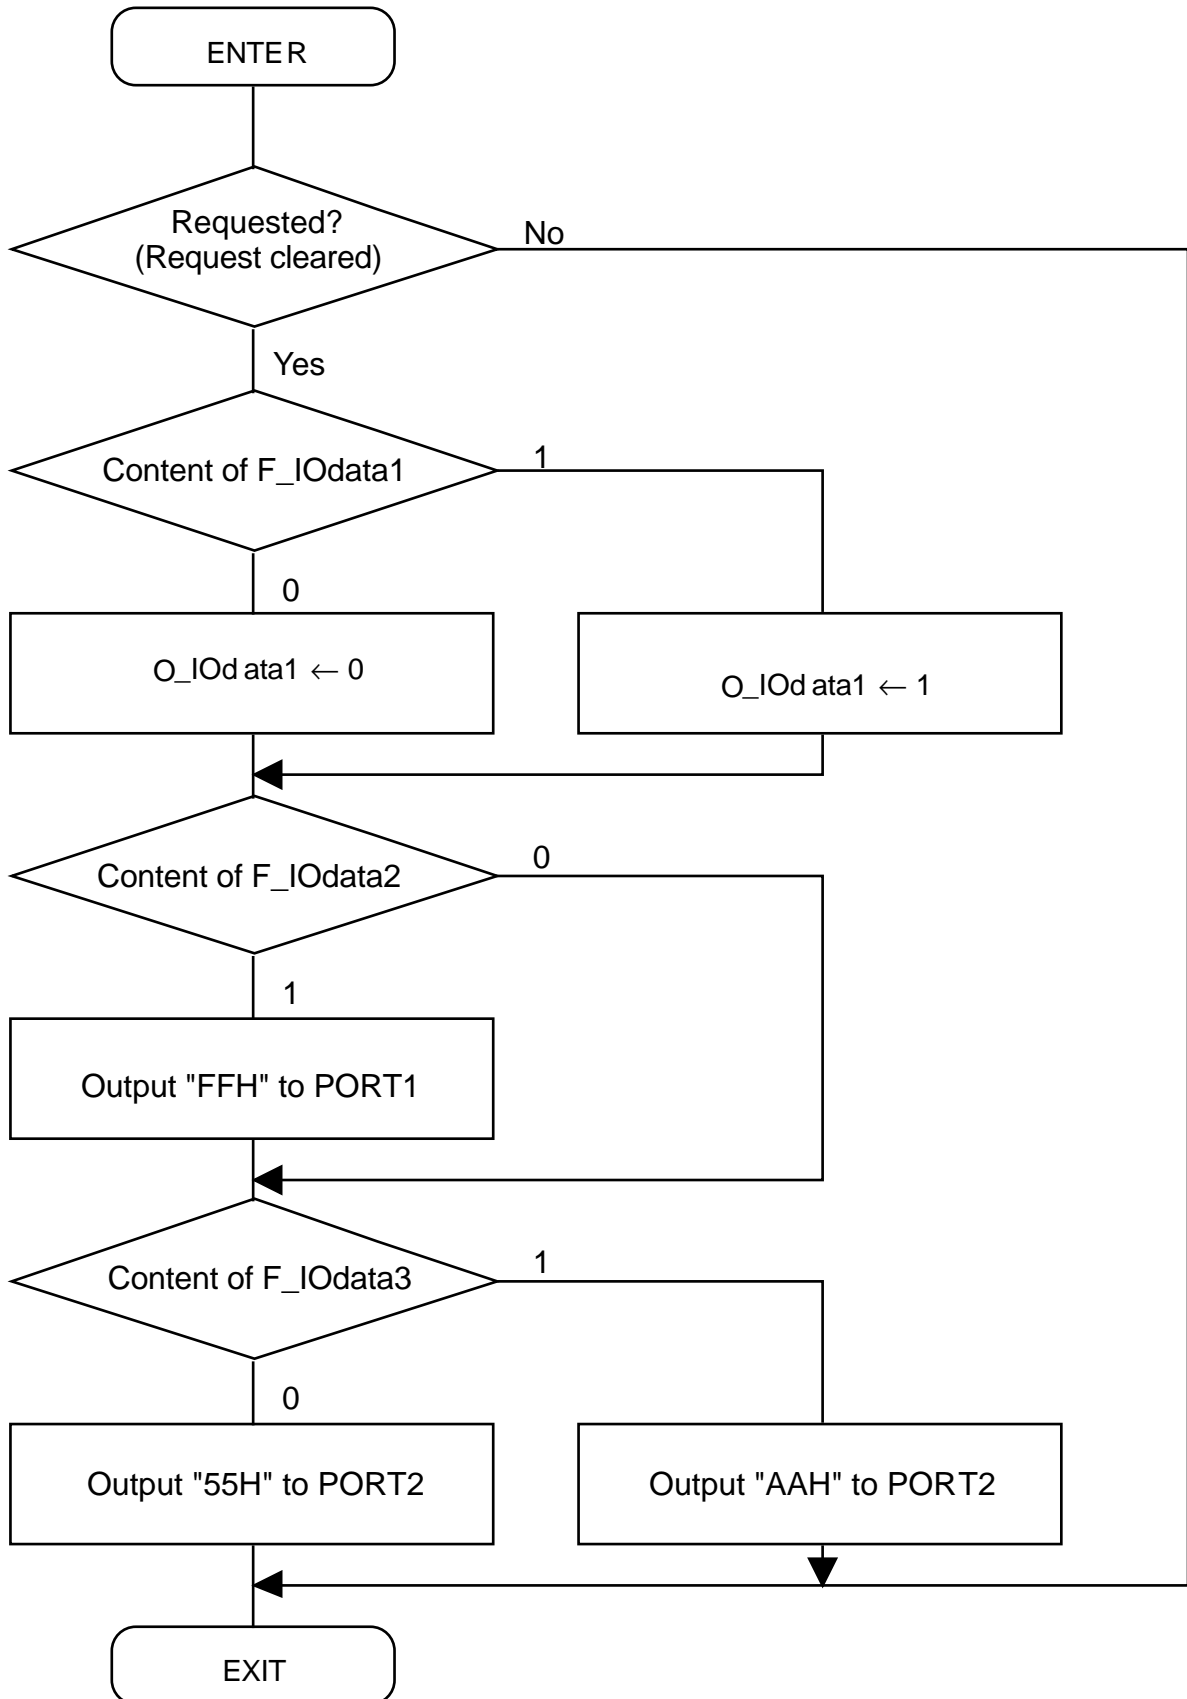 ENTER
Requested?
(Request cleared)
No
Yes
Content of F_IOdata1
1
0
O_IOdata1 ← 0
O_IOdata1 ← 1
Content of F_IOdata2
0
1
Output "FFH" to PORT1
Content of F_IOdata3
1
0
Output "55H" to PORT2
Output "AAH" to PORT2
EXIT